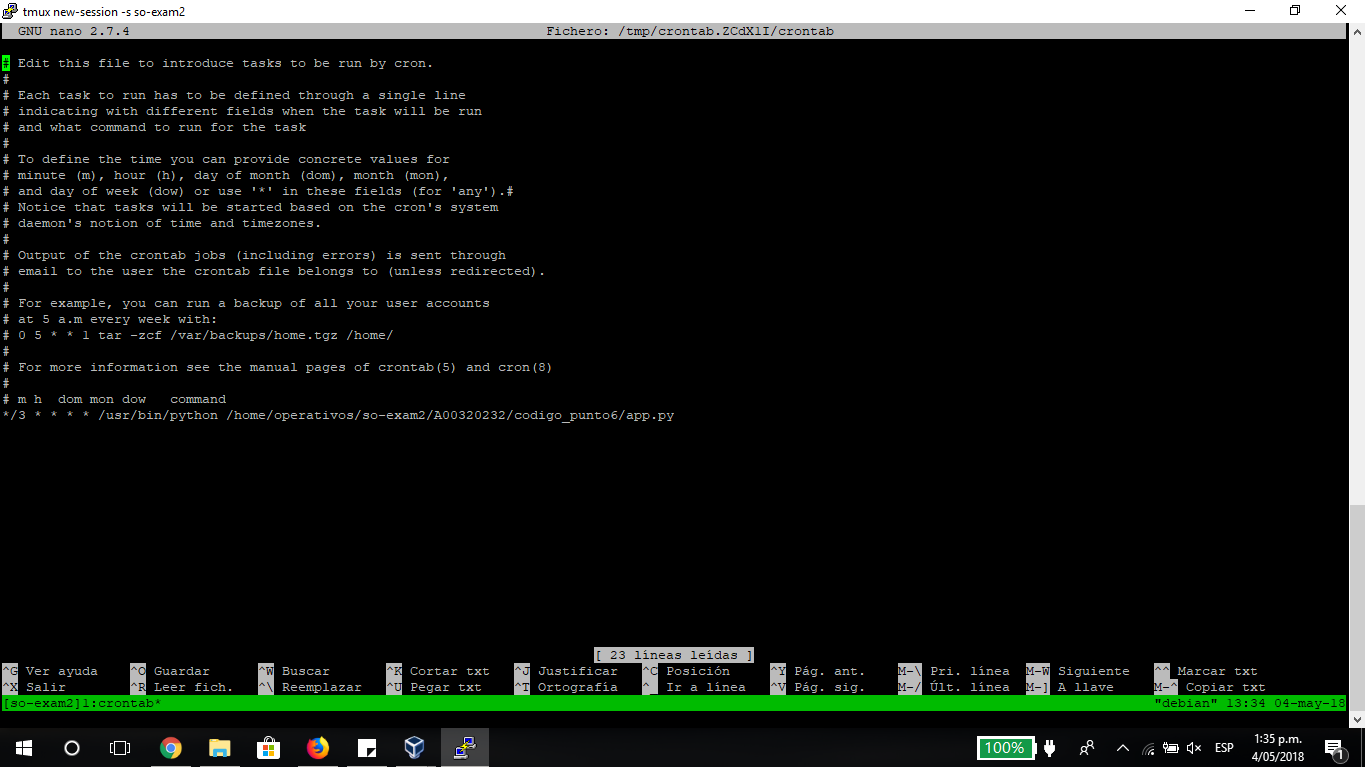 tmux new-session -s so-exam2
GNU nano 2.7.4 Fichero: /tmp/crontab.ZCdXlI/crontab
# Edit this file to introduce tasks to be run by cron.
#
# Each task to run has to be defined through a single line
# indicating with different fields when the task will be run
# and what command to run for the task
#
# To define the time you can provide concrete values for
# minute (m), hour (h), day of month (dom), month (mon),
# and day of week (dow) or use '*' in these fields (for 'any').#
# Notice that tasks will be started based on the cron's system
# daemon's notion of time and timezones.
#
# Output of the crontab jobs (including errors) is sent through
# email to the user the crontab file belongs to (unless redirected).
#
# For example, you can run a backup of all your user accounts
# at 5 a.m every week with:
# 0 5 * * 1 tar -zcf /var/backups/home.tgz /home/
#
# For more information see the manual pages of crontab(5) and cron(8)
#
# m h  dom mon dow   command
*/3 * * * * /usr/bin/python /home/operativos/so-exam2/A00320232/codigo_punto6/app.py
[ 23 líneas leídas ]
^G Ver ayuda ^O Guardar ^W Buscar ^K Cortar txt ^J Justificar ^C Posición ^Y Pág. ant. M-\ Pri. línea M-W Siguiente ^^ Marcar txt
^X Salir ^R Leer fich. ^\ Reemplazar ^U Pegar txt ^T Ortografía ^_ Ir a línea ^V Pág. sig. M-/ Últ. línea M-] A llave M-^ Copiar txt
[so-exam2]1:crontab* "debian" 13:34 04-may-18
100% ESP 1:35 p.m.
4/05/2018 1